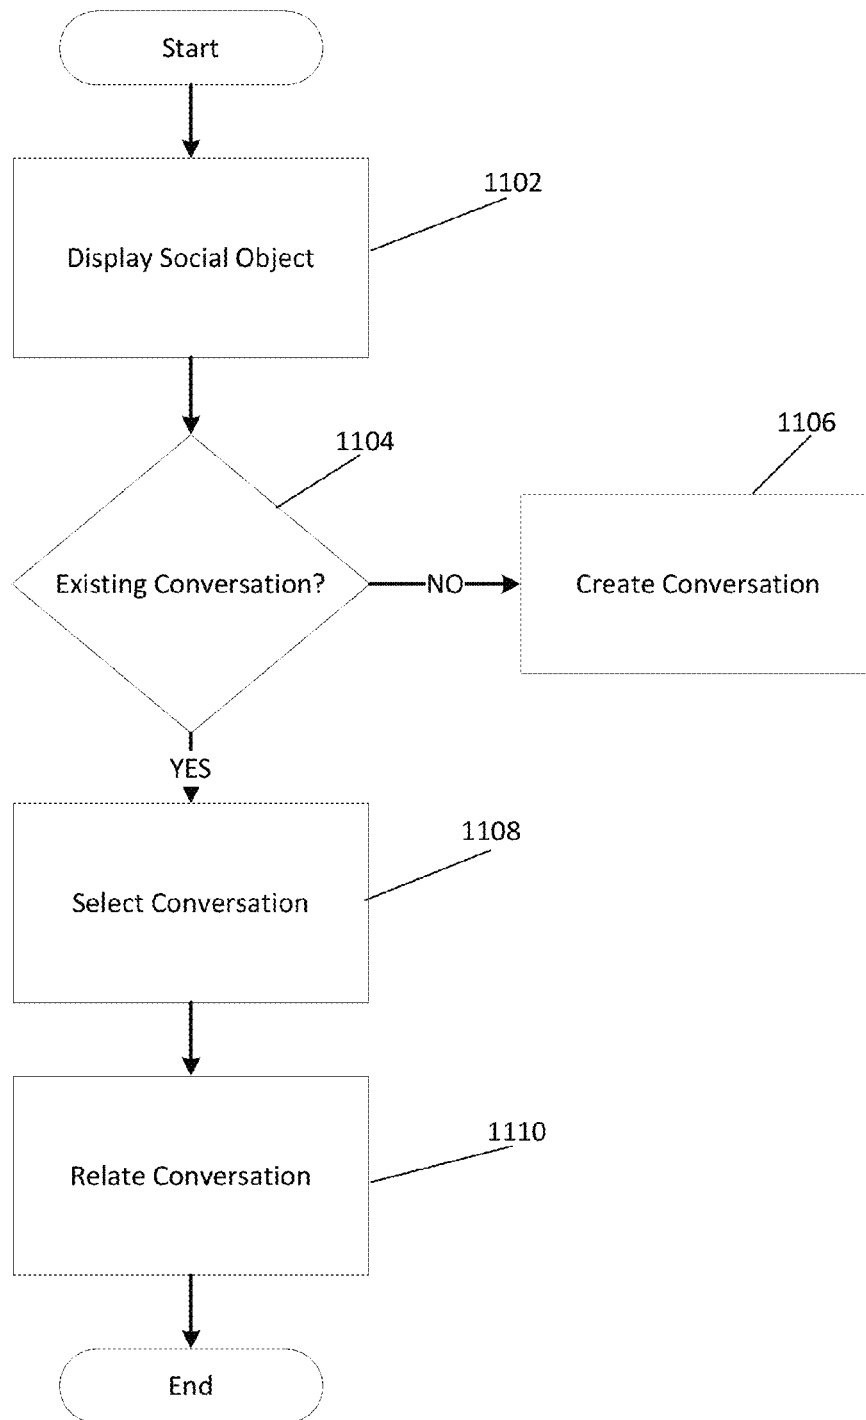 Start
1102
Display Social Object
1104
1106
Existing Conversation?
NO
Create Conversation
YES
1108
Select Conversation
1110
Relate Conversation
End